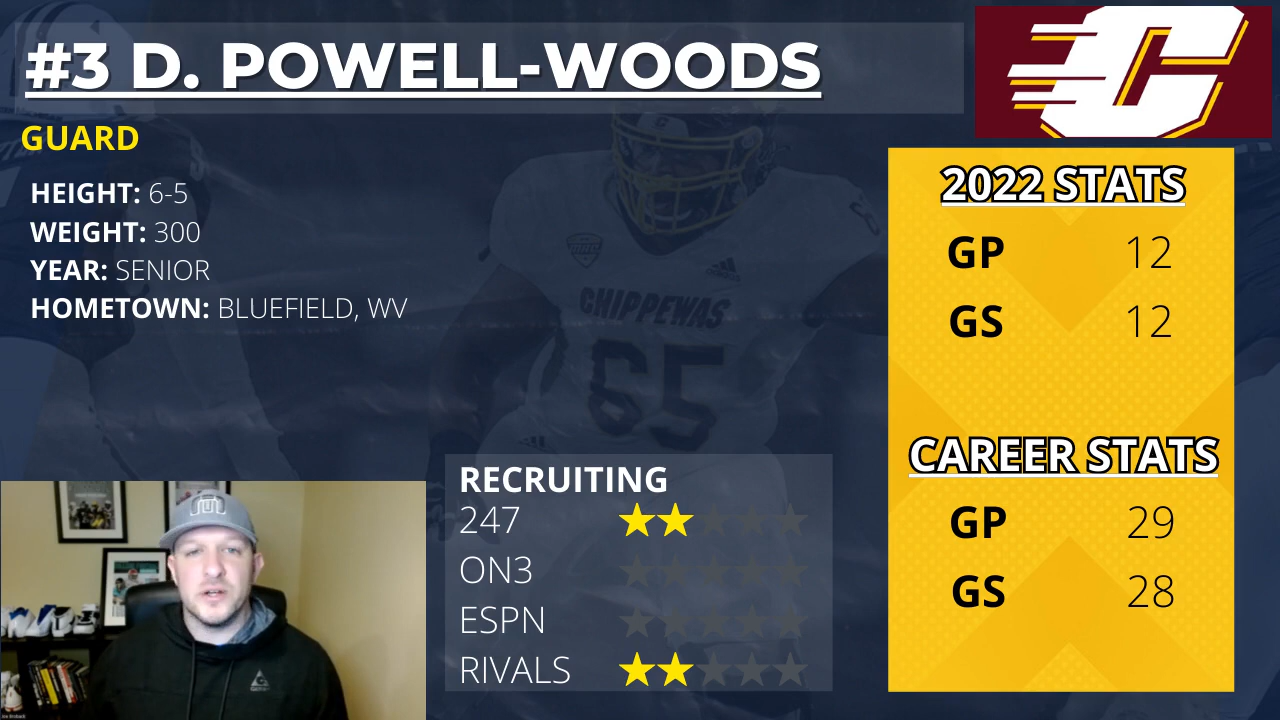 #3 D. POWELL-WOODS
GUARD
HEIGHT: 6-5
WEIGHT: 300
YEAR: SENIOR
HOMETOWN: BLUEFIELD, WV
CHIPPEWAS
65
RECRUITING
247
ON3
ESPN
RIVALS
2022 STATS
GP 12
GS 12
CAREER STATS
GP 29
GS 28